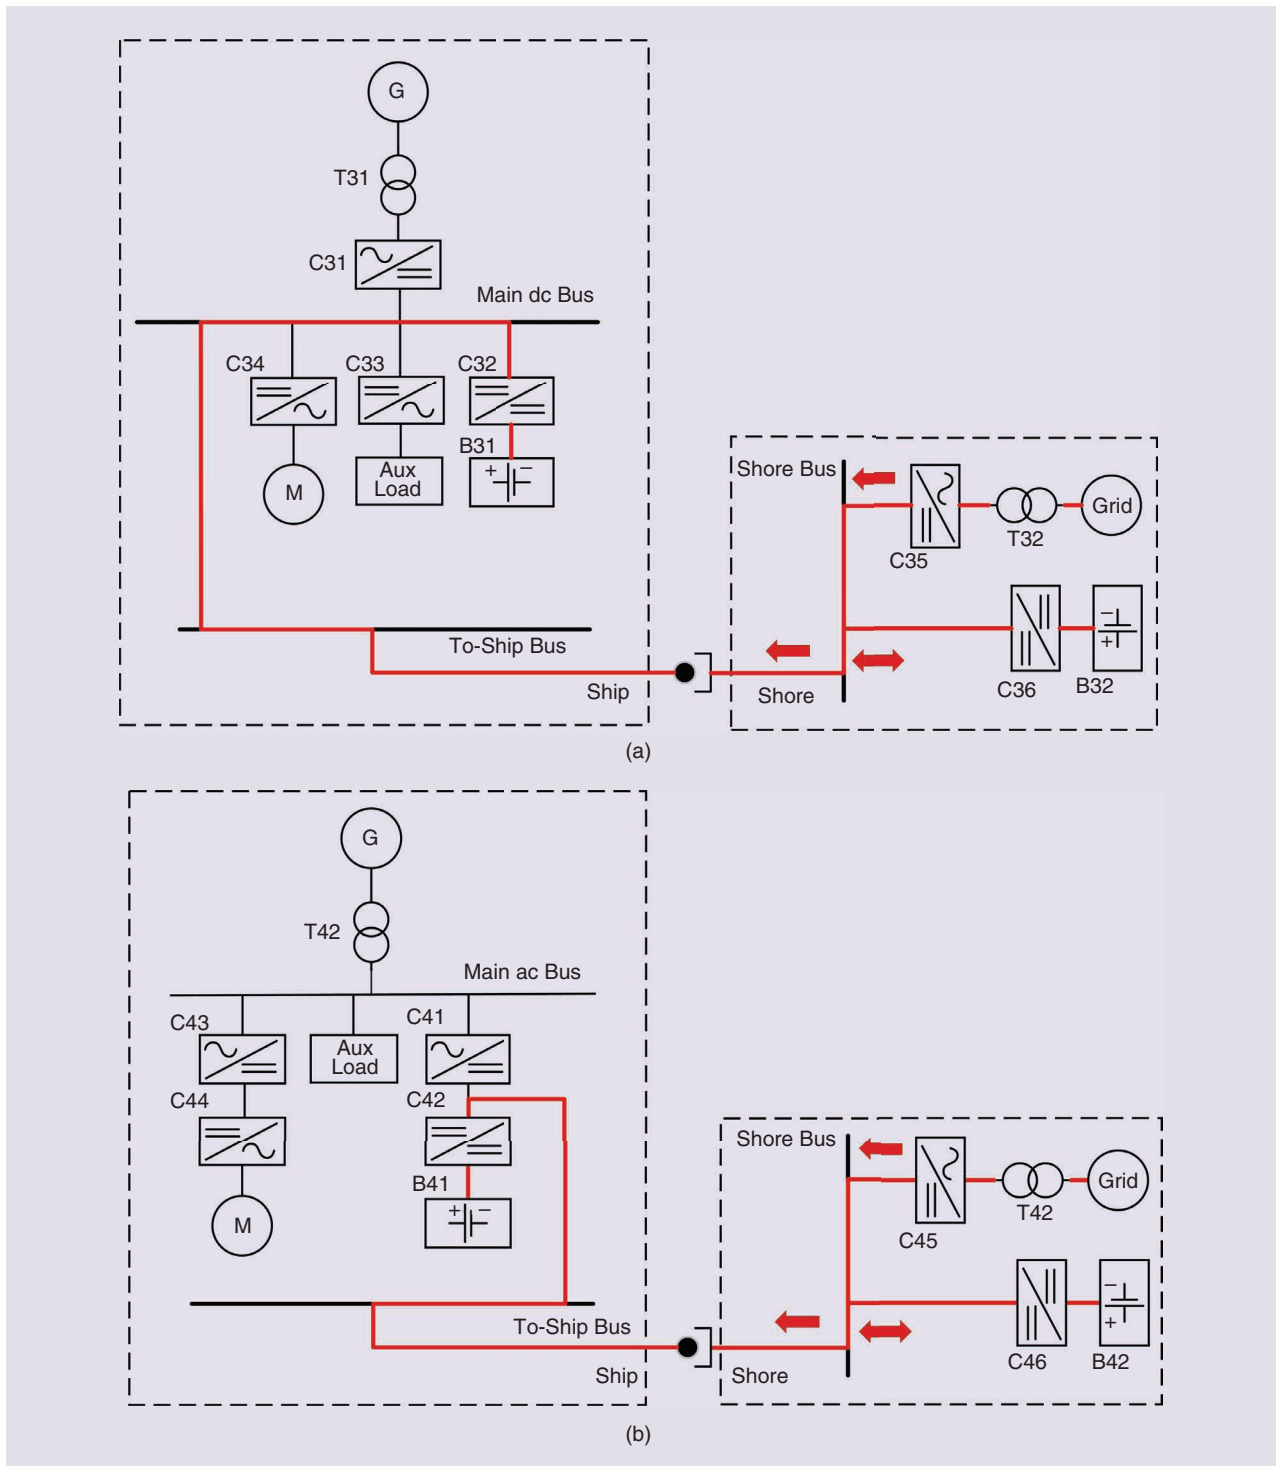 G
T31
C31
Main dc Bus
C34
C33
C32
B31
+ −
M
Aux
Load
Shore Bus
C35
T32
Grid
−
+
C36
B32
To-Ship Bus
Ship
Shore
(a)
G
T42
Main ac Bus
C43
Aux
Load
C41
C44
C42
B41
+ −
M
Shore Bus
C45
T42
Grid
−
+
C46
B42
To-Ship Bus
Ship
Shore
(b)